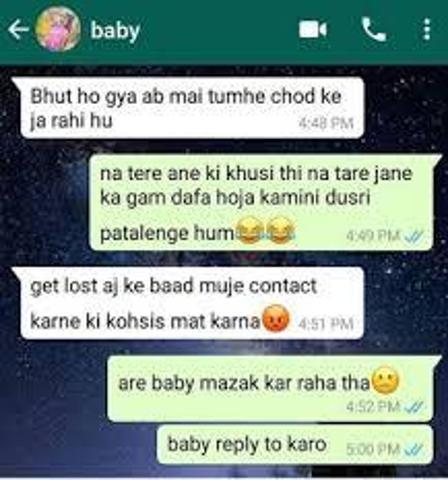 baby
Bhut ho gya ab mai tumhe chod ke
ja rahi hu 4:48 PM
na tere ane ki khusi thi na tare jane
ka gam dafa hoja kamini dusri
patalenge hum😂😂 4:49 PM
get lost aj ke baad muje contact
karne ki kohsis mat karna😡 4:51 PM
are baby mazak kar raha tha🙁
4:52 PM
baby reply to karo 5:00 PM